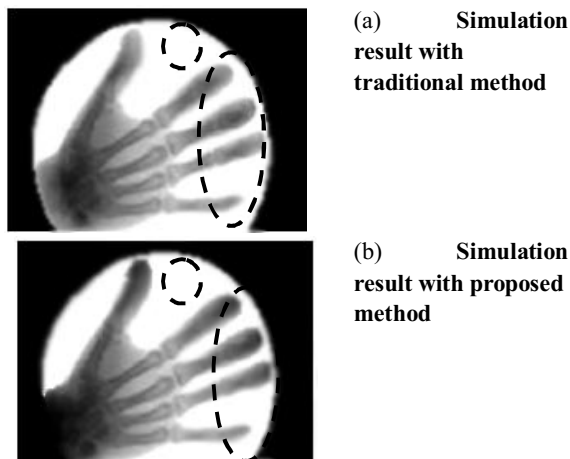 (a) Simulation
result with
traditional method
(b) Simulation
result with proposed
method